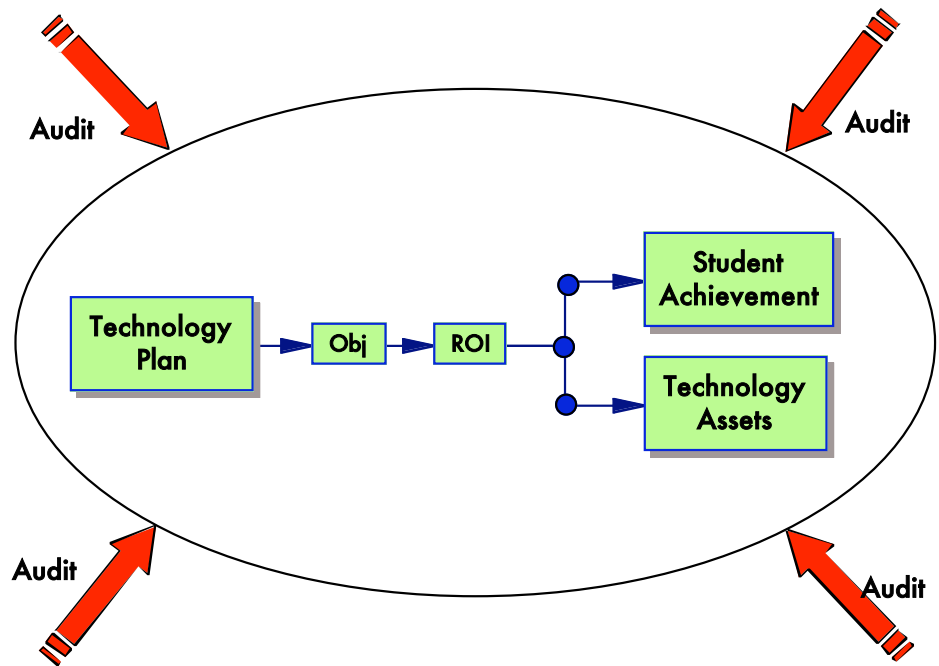 Audit
Audit
Student
Achievement
Technology
Plan
Obj
ROI
Technology
Assets
Audit
Audit